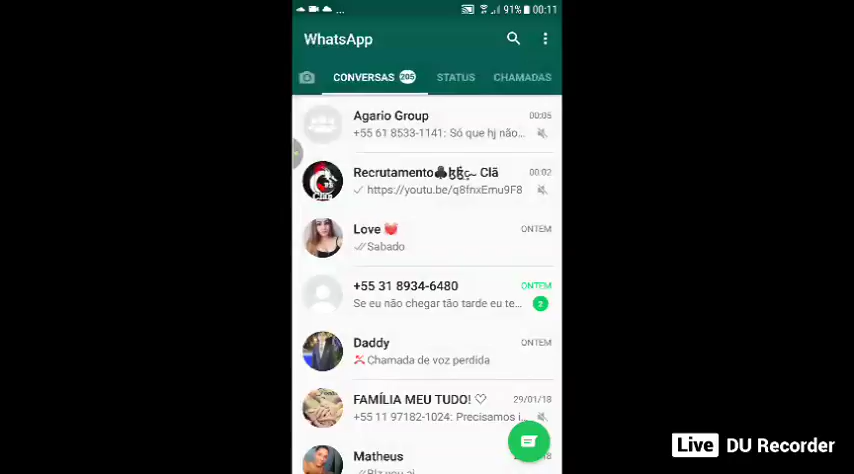 ... 91% 00:11
WhatsApp
CONVERSAS 205 STATUS CHAMADAS
Agario Group 00:05
+55 61 8533-1141: Só que hj não...
Recrutamento♣ Clã 00:02
https://youtu.be/q8fnxEmu9F8
Love 💓 ONTEM
Sabado
+55 31 8934-6480 ONTEM
Se eu não chegar tão tarde eu te... 2
Daddy ONTEM
Chamada de voz perdida
FAMÍLIA MEU TUDO! ♡ 29/01/18
+55 11 97182-1024: Precisamos i...
Matheus
Live DU Recorder